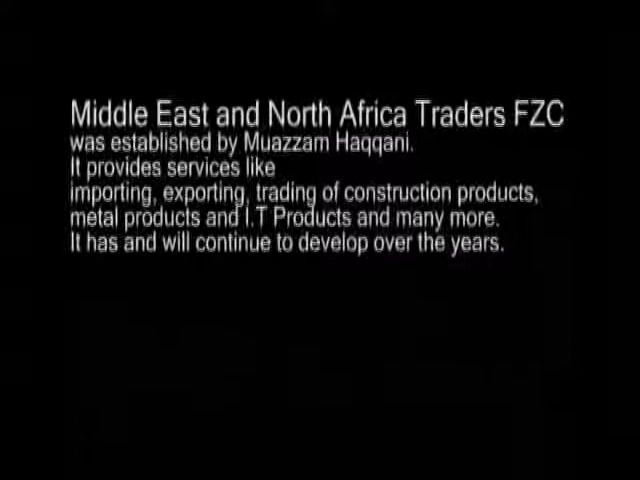 Middle East and North Africa Traders FZC
was established by Muazzam Haqqani.
It provides services like
importing, exporting, trading of construction products,
metal products and I.T Products and many more.
It has and will continue to develop over the years.